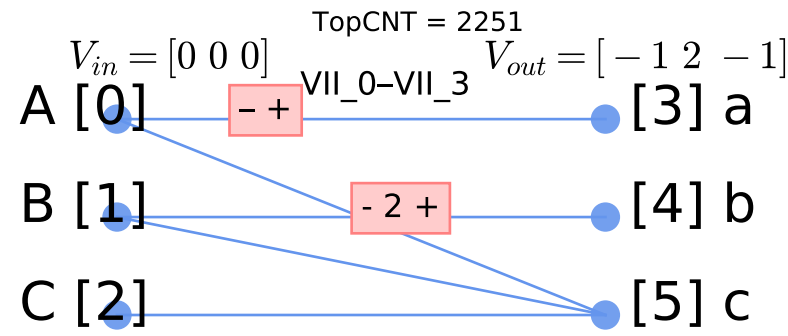 TopCNT = 2251
V_in = [0 0 0]
V_out = [ − 1 2 − 1]
VII_0–VII_3
A [0]
– +
[3] a
B [1]
- 2 +
[4] b
C [2]
[5] c